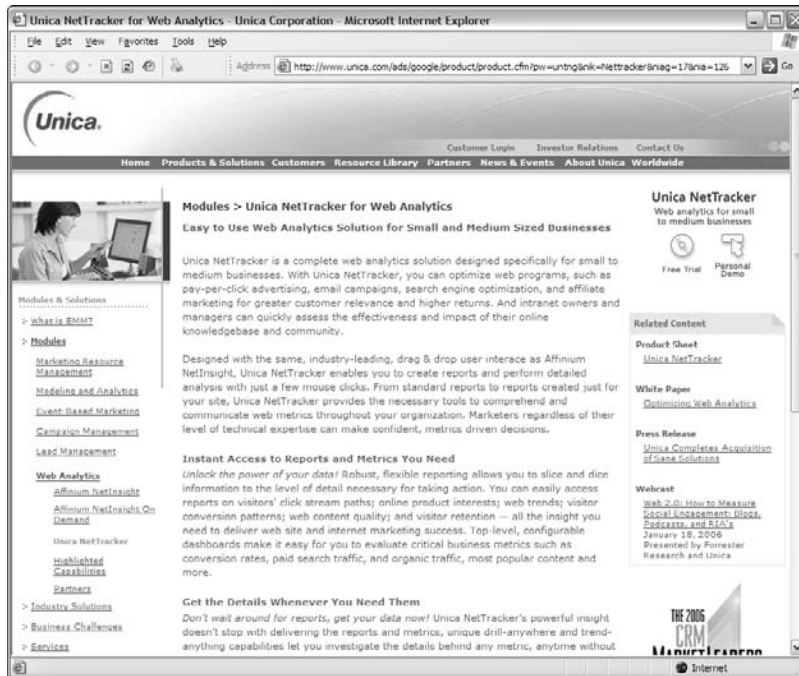 Unica NetTracker for Web Analytics - Unica Corporation - Microsoft Internet Explorer
File Edit View Favorites Tools Help
Address http://www.unica.com/ads/google/product/product.cfm?pw=untng&nik=Nettracker&niag=17&nia=126 Go
Unica.
Customer Login Investor Relations Contact Us
Home Products & Solutions Customers Resource Library Partners News & Events About Unica Worldwide
Modules & Solutions
> What is EMM?
> Modules
Marketing Resource
Management
Modeling and Analytics
Event Based Marketing
Campaign Management
Lead Management
Web Analytics
Affinium NetInsight
Affinium NetInsight On
Demand
Unica NetTracker
Highlighted
Capabilities
Partners
> Industry Solutions
> Business Challenges
> Services
Modules > Unica NetTracker for Web Analytics
Easy to Use Web Analytics Solution for Small and Medium Sized Businesses
Unica NetTracker is a complete web analytics solution designed specifically for small to
medium businesses. With Unica NetTracker, you can optimize web programs, such as
pay-per-click advertising, email campaigns, search engine optimization, and affiliate
marketing for greater customer relevance and higher returns. And intranet owners and
managers can quickly assess the effectiveness and impact of their online
knowledgebase and community.
Designed with the same, industry-leading, drag & drop user interace as Affinium
NetInsight, Unica NetTracker enables you to create reports and perform detailed
analysis with just a few mouse clicks. From standard reports to reports created just for
your site, Unica NetTracker provides the necessary tools to comprehend and
communicate web metrics throughout your organization. Marketers regardless of their
level of technical expertise can make confident, metrics driven decisions.
Instant Access to Reports and Metrics You Need
Unlock the power of your data! Robust, flexible reporting allows you to slice and dice
information to the level of detail necessary for taking action. You can easily access
reports on visitors' click stream paths; online product interests; web trends; visitor
conversion patterns; web content quality; and visitor retention — all the insight you
need to deliver web site and internet marketing success. Top-level, configurable
dashboards make it easy for you to evaluate critical business metrics such as
conversion rates, paid search traffic, and organic traffic, most popular content and
more.
Get the Details Whenever You Need Them
Don't wait around for reports, get your data now! Unica NetTracker's powerful insight
doesn't stop with delivering the reports and metrics, unique drill-anywhere and trend-
anything capabilities let you investigate the details behind any metric, anytime without
Unica NetTracker
Web analytics for small
to medium businesses
Free Trial Personal
Demo
Related Content
Product Sheet
Unica NetTracker
White Paper
Optimizing Web Analytics
Press Release
Unica Completes Acquisition
of Sane Solutions
Webcast
Web 2.0: How to Measure
Social Engagement: Blogs,
Podcasts, and RIA's
January 18, 2006
Presented by Forrester
Research and Unica
THE 2006
CRM
MARKET LEADERS
Internet